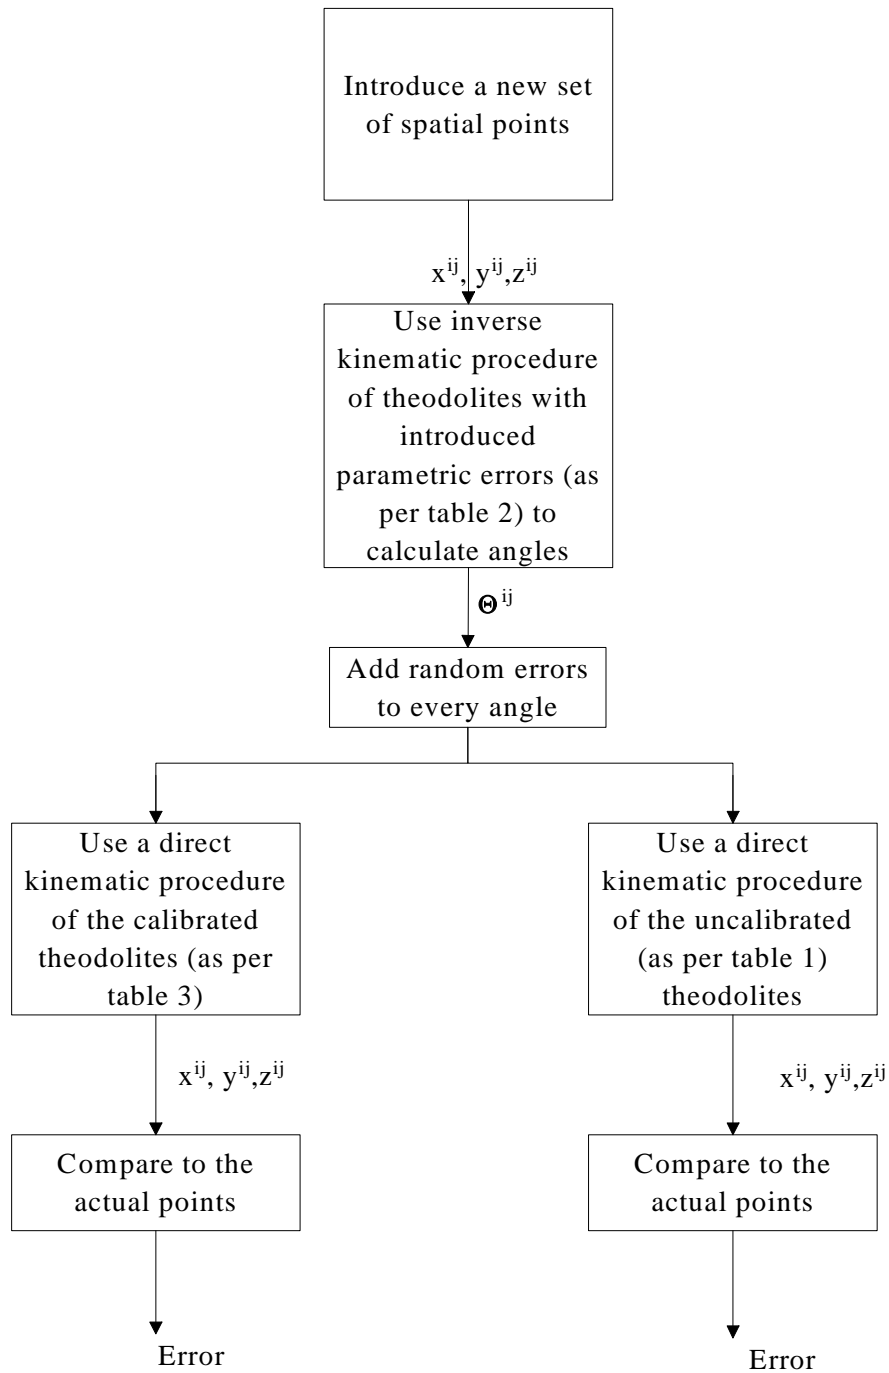 Introduce a new set
of spatial points
x^ij, y^ij,z^ij
Use inverse
kinematic procedure
of theodolites with
introduced
parametric errors (as
per table 2) to
calculate angles
Θ^ij
Add random errors
to every angle
Use a direct
kinematic procedure
of the calibrated
theodolites (as per
table 3)
x^ij, y^ij,z^ij
Compare to the
actual points
Error
Use a direct
kinematic procedure
of the uncalibrated
(as per table 1)
theodolites
x^ij, y^ij,z^ij
Compare to the
actual points
Error